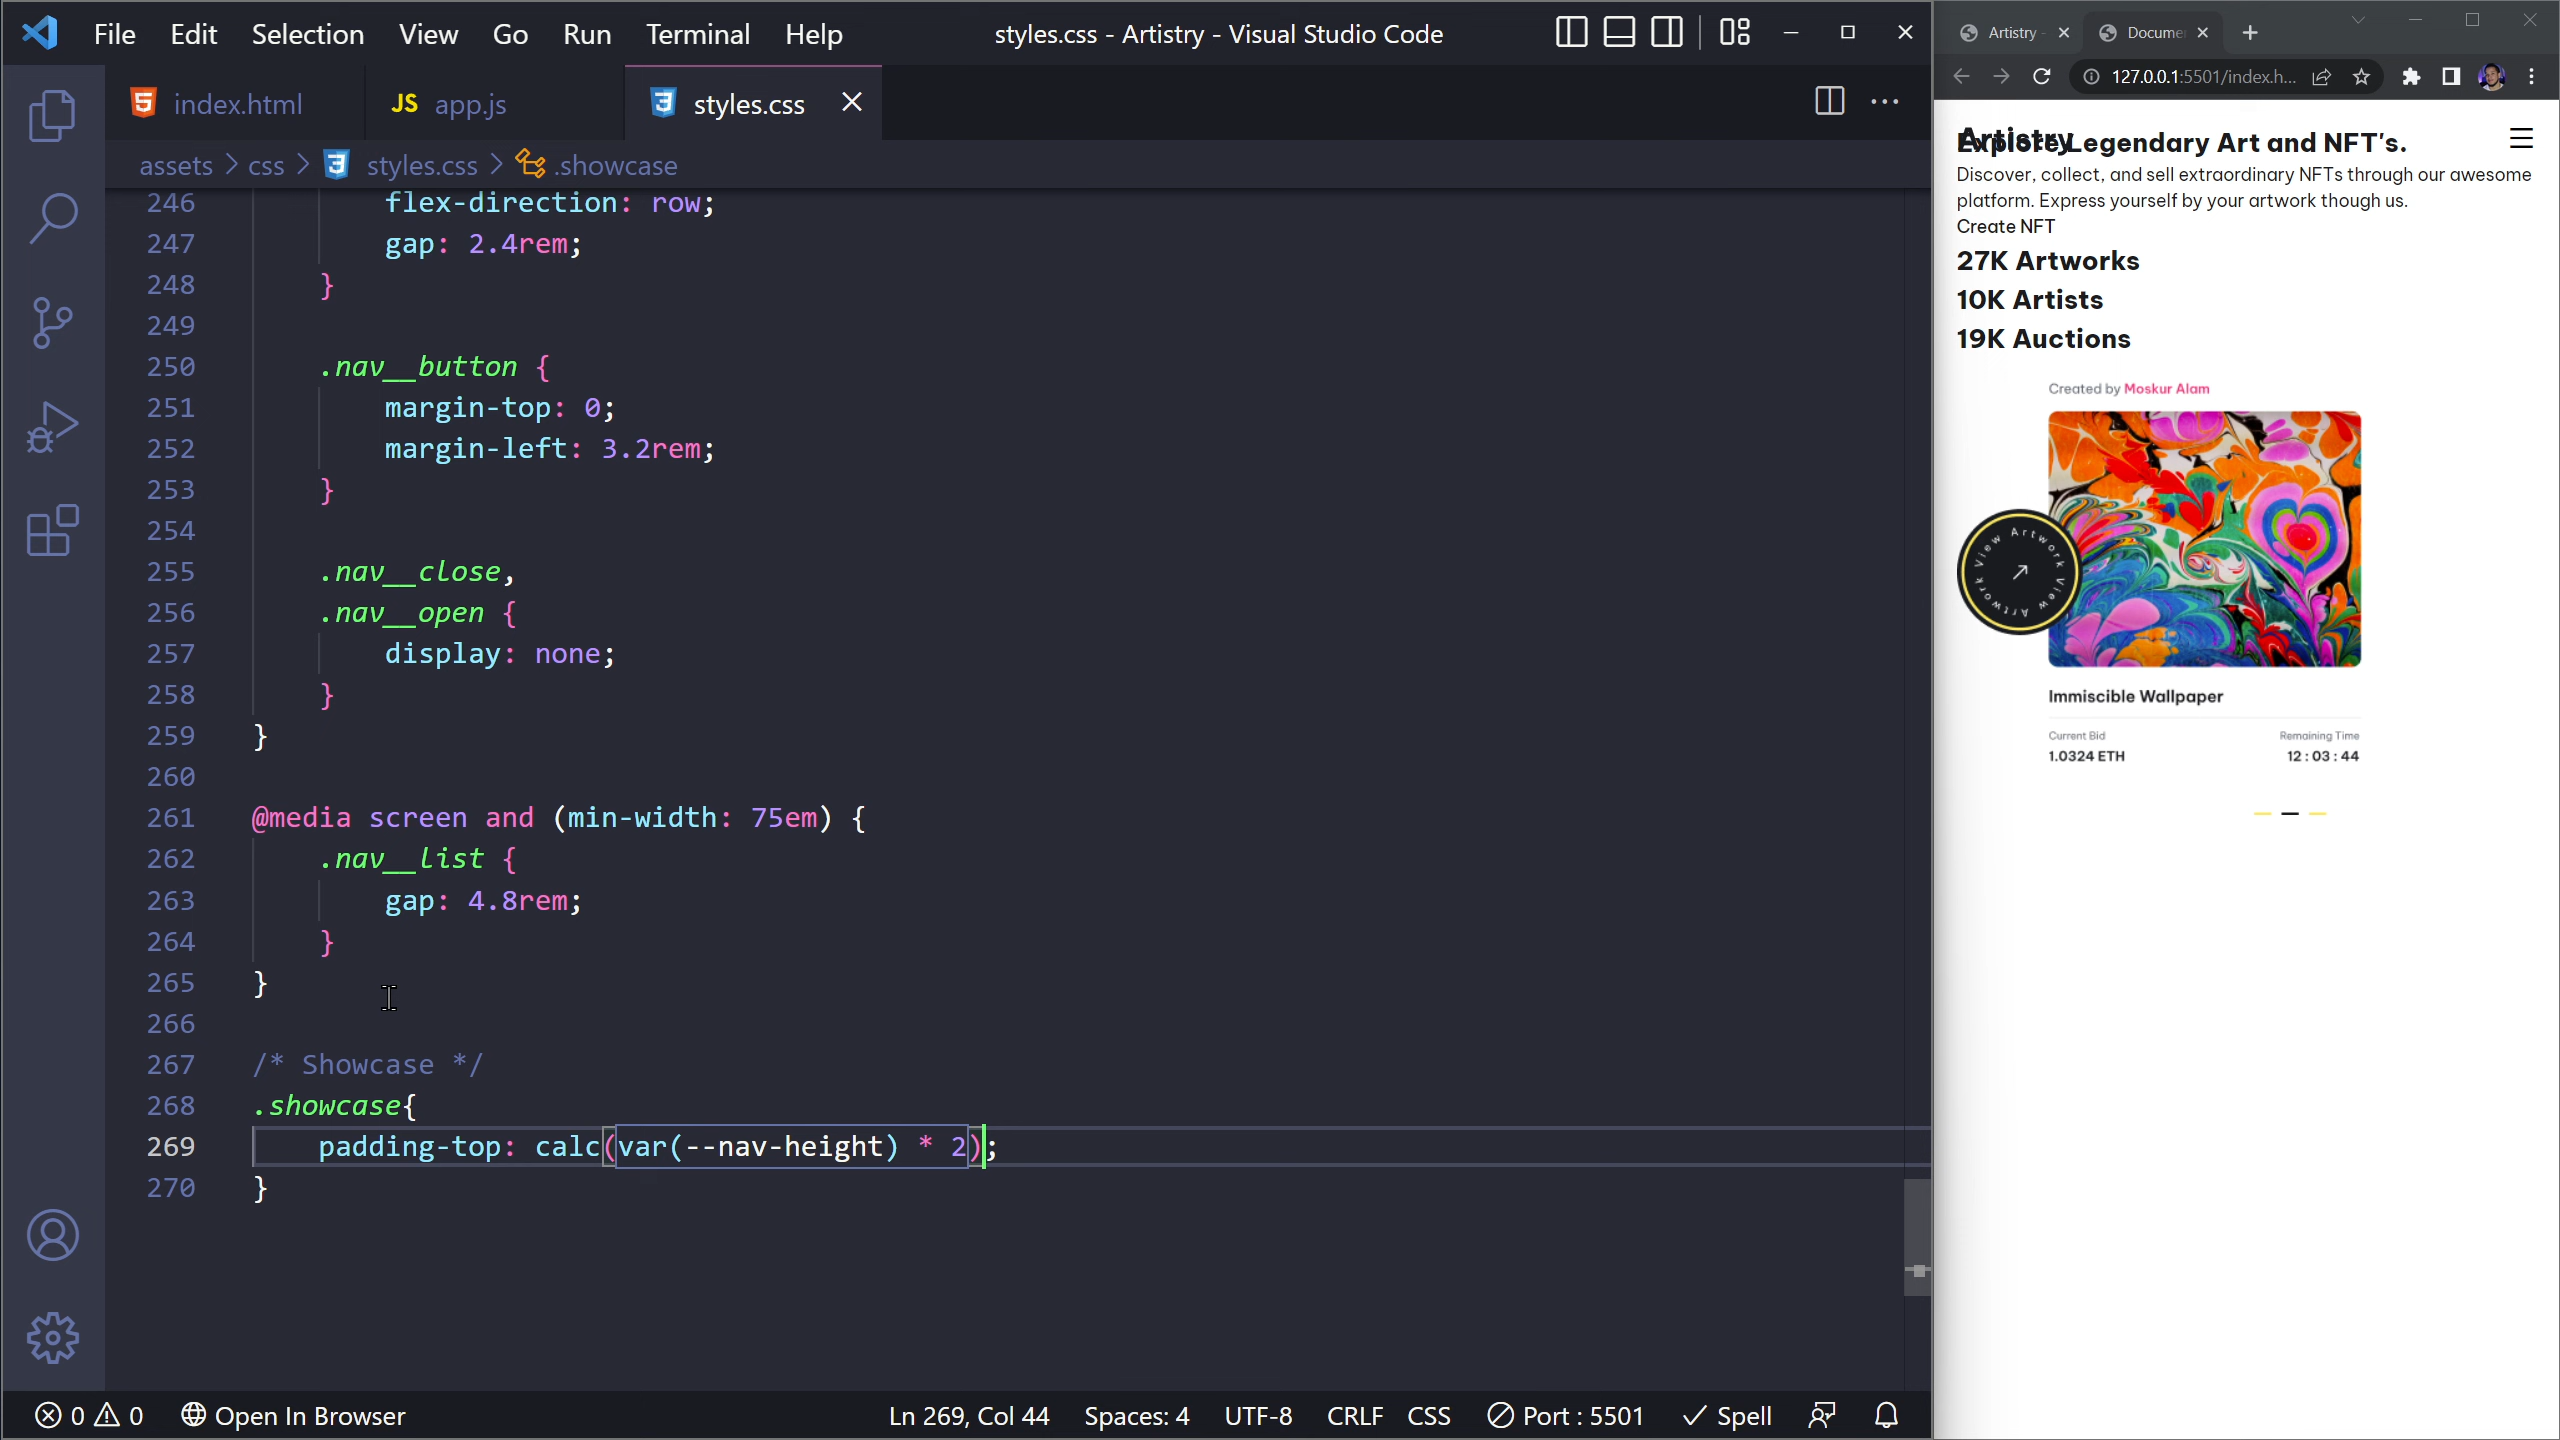 File Edit Selection View Go Run Terminal Help
styles.css - Artistry - Visual Studio Code
index.html
JS app.js
styles.css
assets > css > styles.css > .showcase
246 flex-direction: row;
247 gap: 2.4rem;
248 }
249
250 .nav__button {
251 margin-top: 0;
252 margin-left: 3.2rem;
253 }
254
255 .nav__close,
256 .nav__open {
257 display: none;
258 }
259 }
260
261 @media screen and (min-width: 75em) {
262 .nav__list {
263 gap: 4.8rem;
264 }
265 }
266
267 /* Showcase */
268 .showcase{
269 padding-top: calc(var(--nav-height) * 2);
270 }
0 0 Open In Browser
Ln 269, Col 44 Spaces: 4 UTF-8 CRLF CSS Port : 5501 Spell
Artistry
Docume
127.0.0.1:5501/index.h...
Artistry
Explore Legendary Art and NFT's.
Discover, collect, and sell extraordinary NFTs through our awesome
platform. Express yourself by your artwork though us.
Create NFT
27K Artworks
10K Artists
19K Auctions
Created by Moskur Alam
View Artwork View Artwork
Immiscible Wallpaper
Current Bid Remaining Time
1.0324 ETH 12 : 03 : 44